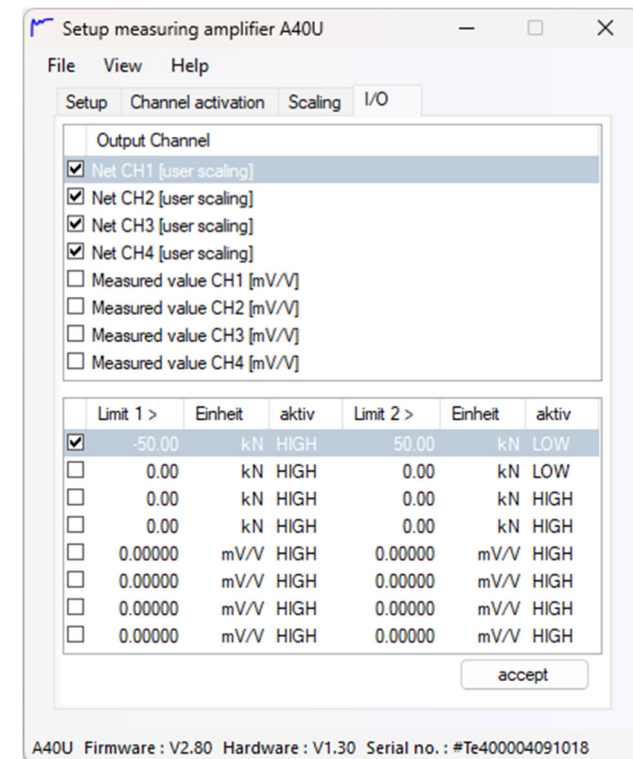 Setup measuring amplifier A40U
File View Help
Setup Channel activation Scaling I/O
Output Channel
Net CH1 [user scaling]
Net CH2 [user scaling]
Net CH3 [user scaling]
Net CH4 [user scaling]
Measured value CH1 [mV/V]
Measured value CH2 [mV/V]
Measured value CH3 [mV/V]
Measured value CH4 [mV/V]
Limit 1 > Einheit aktiv Limit 2 > Einheit aktiv
-50.00 kN HIGH 50.00 kN LOW
0.00 kN HIGH 0.00 kN LOW
0.00 kN HIGH 0.00 kN HIGH
0.00 kN HIGH 0.00 kN HIGH
0.00000 mV/V HIGH 0.00000 mV/V HIGH
0.00000 mV/V HIGH 0.00000 mV/V HIGH
0.00000 mV/V HIGH 0.00000 mV/V HIGH
0.00000 mV/V HIGH 0.00000 mV/V HIGH
accept
A40U Firmware : V2.80 Hardware : V1.30 Serial no. : #Te400004091018